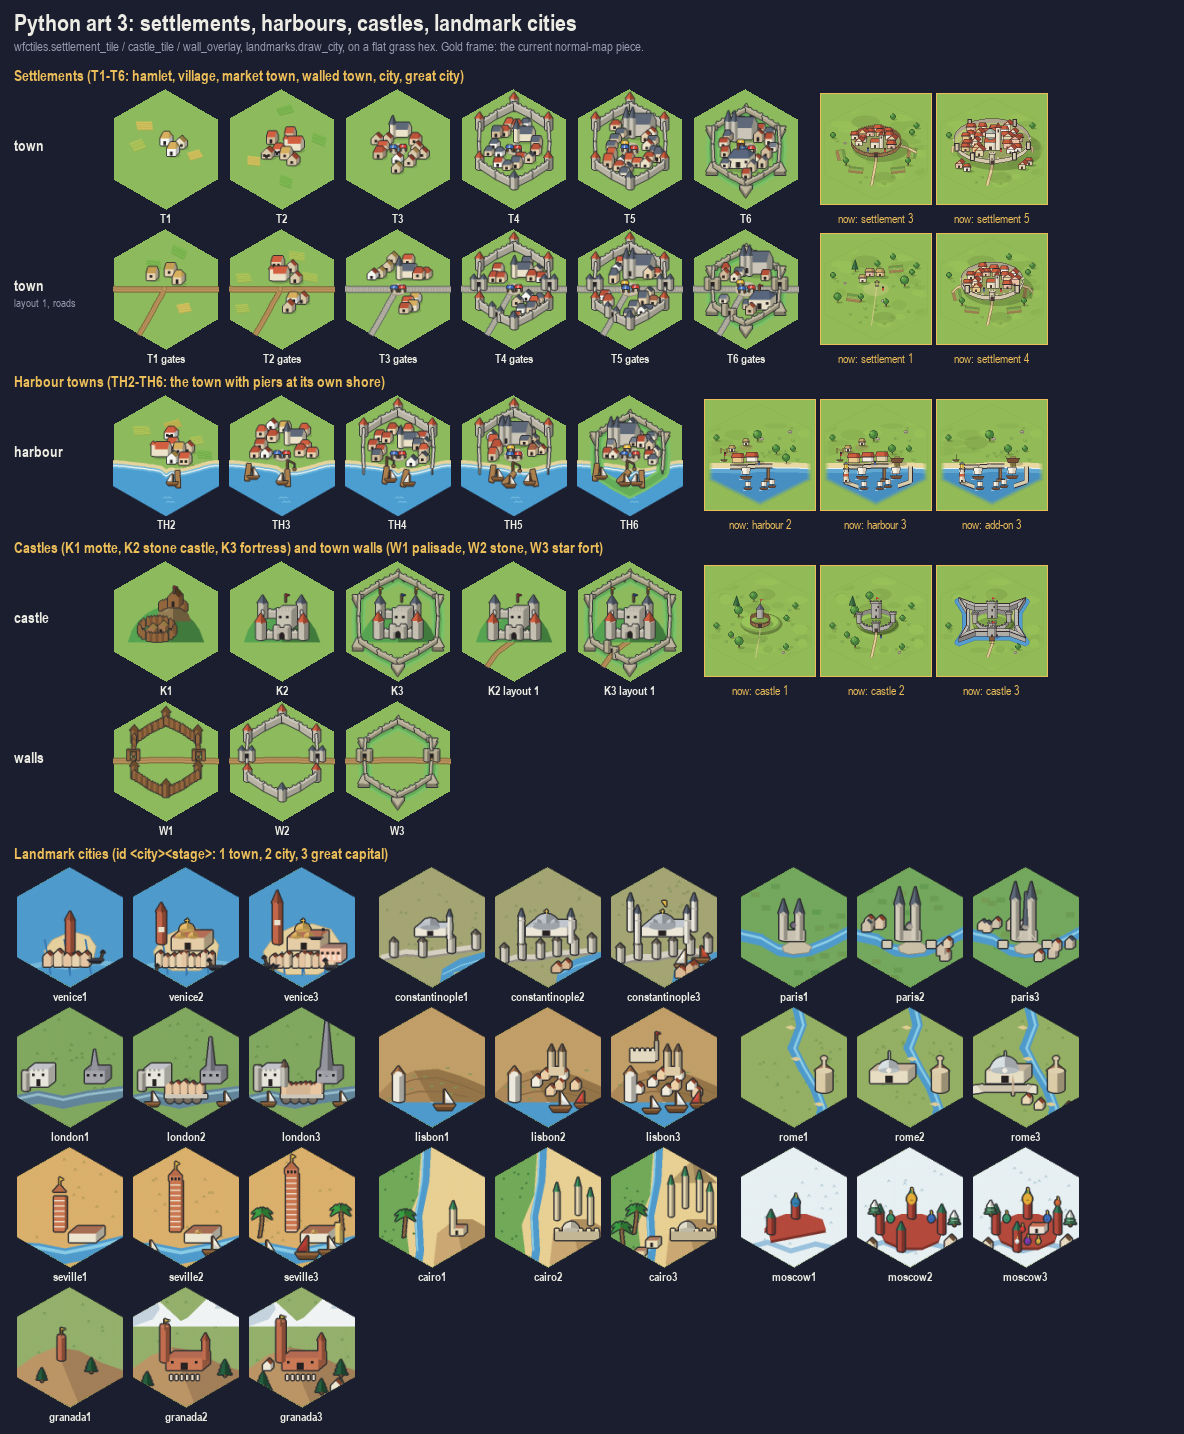 Python art 3: settlements, harbours, castles, landmark cities
wfctiles.settlement_tile / castle_tile / wall_overlay, landmarks.draw_city, on a flat grass hex. Gold frame: the current normal-map piece.
Settlements (T1-T6: hamlet, village, market town, walled town, city, great city)
town
T1 T2 T3 T4 T5 T6 now: settlement 3 now: settlement 5
town
layout 1, roads
T1 gates T2 gates T3 gates T4 gates T5 gates T6 gates now: settlement 1 now: settlement 4
Harbour towns (TH2-TH6: the town with piers at its own shore)
harbour
TH2 TH3 TH4 TH5 TH6 now: harbour 2 now: harbour 3 now: add-on 3
Castles (K1 motte, K2 stone castle, K3 fortress) and town walls (W1 palisade, W2 stone, W3 star fort)
castle
K1 K2 K3 K2 layout 1 K3 layout 1 now: castle 1 now: castle 2 now: castle 3
walls
W1 W2 W3
Landmark cities (id <city><stage>: 1 town, 2 city, 3 great capital)
venice1 venice2 venice3 constantinople1 constantinople2 constantinople3 paris1 paris2 paris3
london1 london2 london3 lisbon1 lisbon2 lisbon3 rome1 rome2 rome3
seville1 seville2 seville3 cairo1 cairo2 cairo3 moscow1 moscow2 moscow3
granada1 granada2 granada3